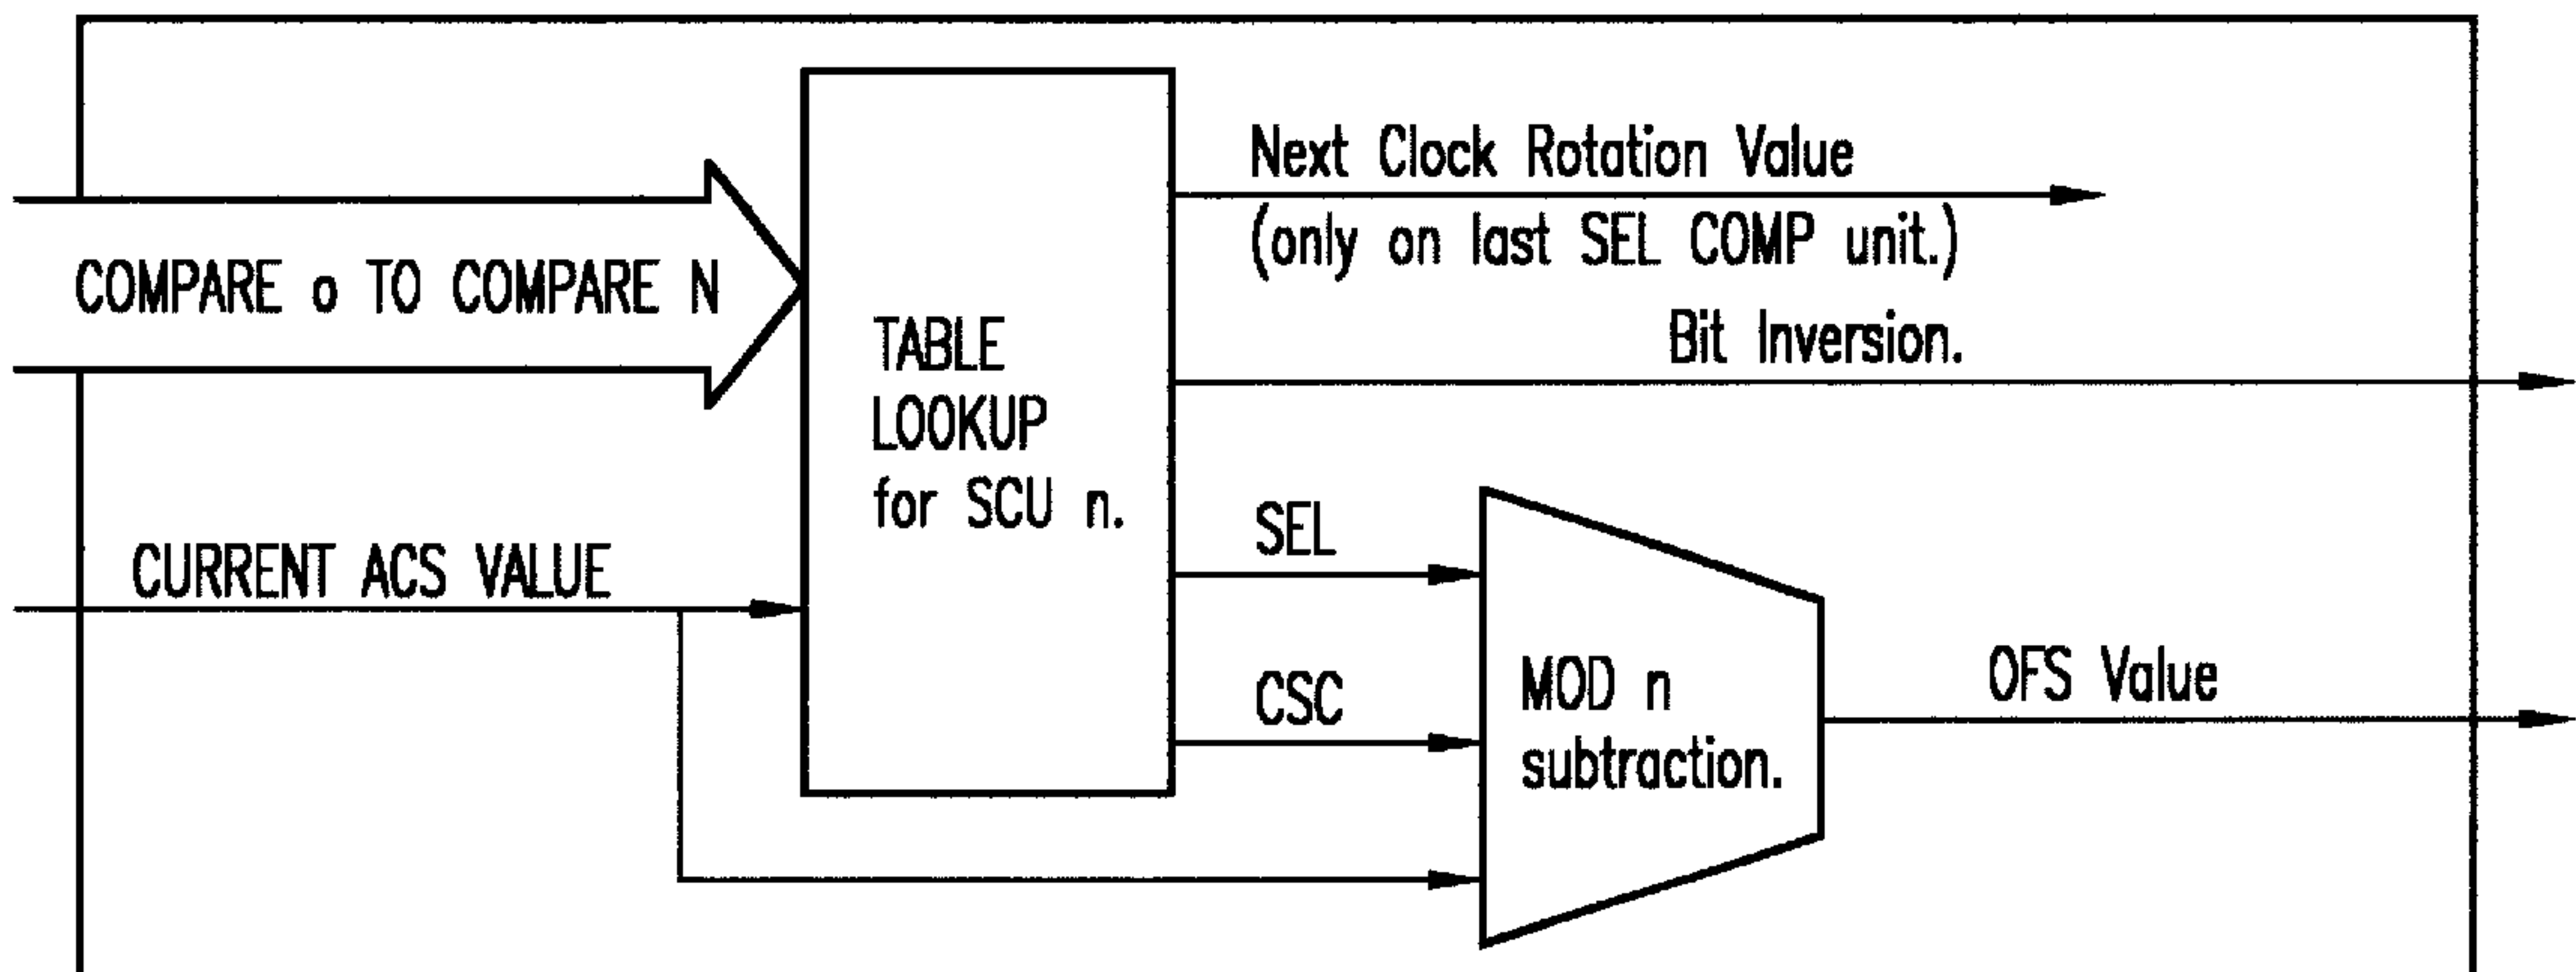 Next Clock Rotation Value
(only on last SEL COMP unit.)
COMPARE o TO COMPARE N
Bit Inversion.
TABLE
LOOKUP
for SCU n.
SEL
CURRENT ACS VALUE
CSC
MOD n
subtraction.
OFS Value